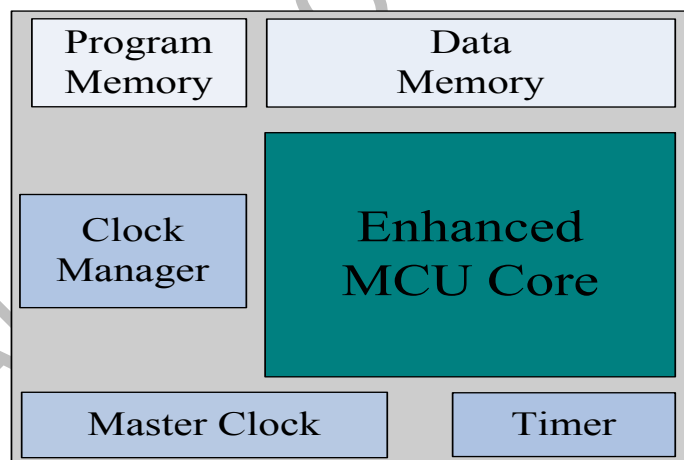 Program
Memory
Data
Memory
Clock
Manager
Enhanced
MCU Core
Master Clock
Timer